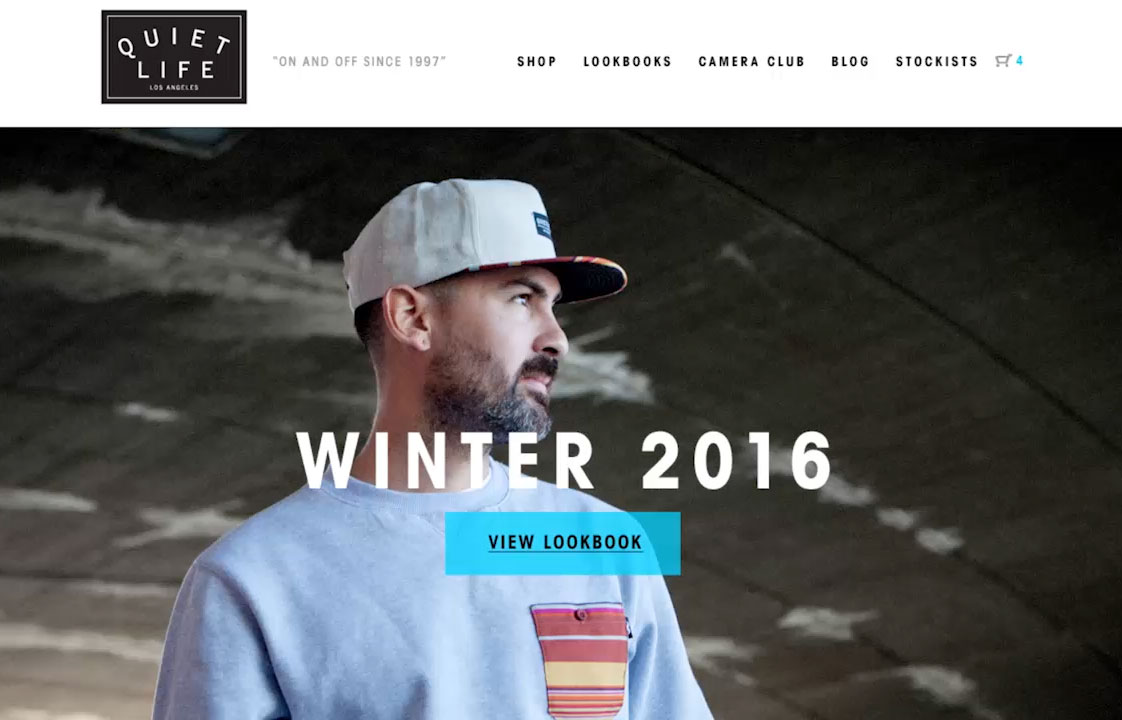 QUIET
LIFE
LOS ANGELES
"ON AND OFF SINCE 1997"
SHOP LOOKBOOKS CAMERA CLUB BLOG STOCKISTS 4
WINTER 2016
VIEW LOOKBOOK